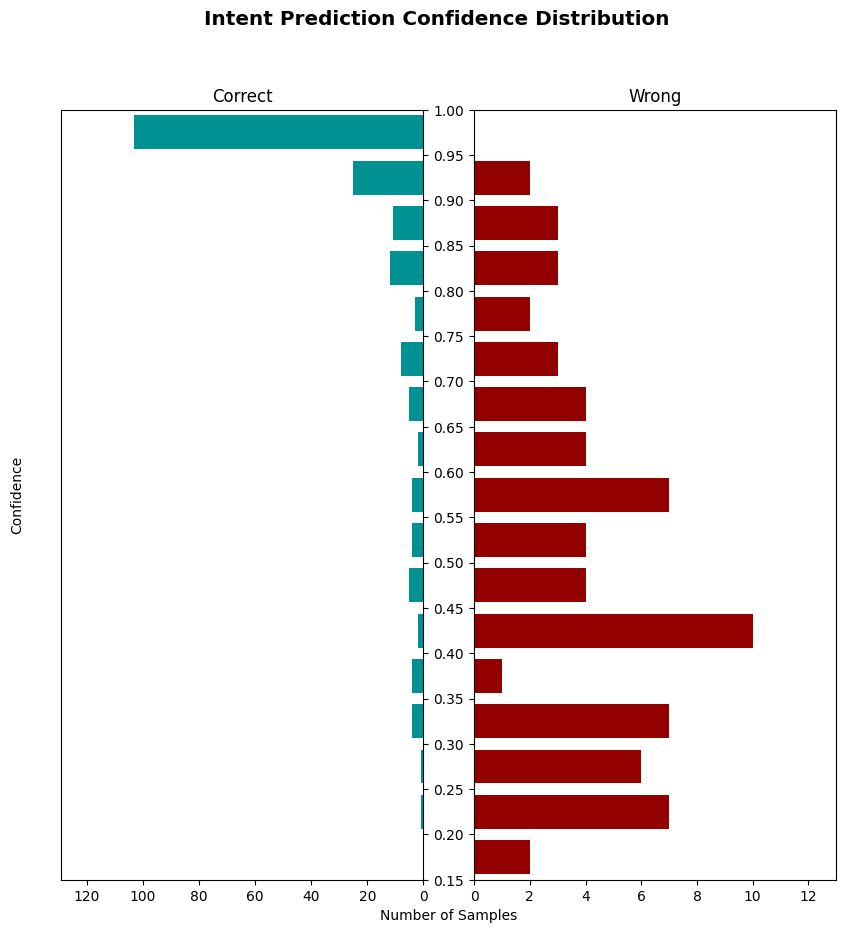 Intent Prediction Confidence Distribution
Correct
Wrong
1.00
0.95
0.90
0.85
0.80
0.75
0.70
0.65
0.60
0.55
0.50
0.45
0.40
0.35
0.30
0.25
0.20
0.15
Confidence
120 100 80 60 40 20 0
0 2 4 6 8 10 12
Number of Samples